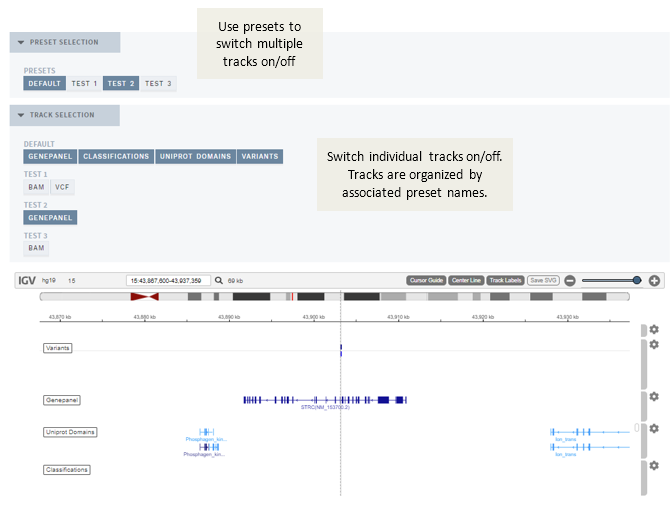 Use presets to
switch multiple
tracks on/off
PRESET SELECTION
PRESETS
DEFAULT TEST 1 TEST 2 TEST 3
TRACK SELECTION
Switch individual tracks on/off.
Tracks are organized by
associated preset names.
DEFAULT
GENEPANEL CLASSIFICATIONS UNIPROT DOMAINS VARIANTS
TEST 1
BAM VCF
TEST 2
GENEPANEL
TEST 3
BAM
IGV hg19 15 15:43,867,600-43,937,359 69 kb Cursor Guide Center Line Track Labels Save SVG
43,870 kb 43,880 kb 43,890 kb 43,900 kb 43,910 kb 43,920 kb 43,930 kb
Variants
Genepanel
STRC(NM_153700.2)
Uniprot Domains
Phosphagen_kin... Ion_trans
Phosphagen_kin... Ion_trans
Classifications